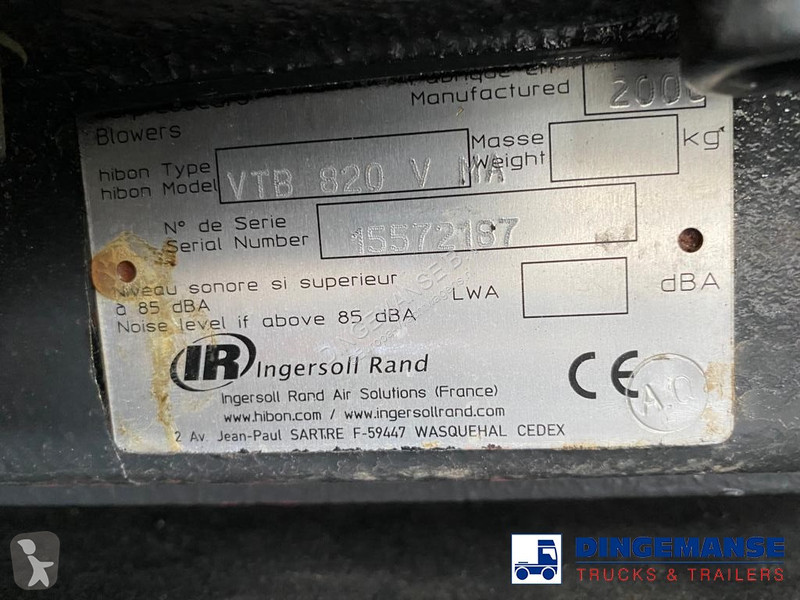 Manufactured
Blowers
hibon Type
hibon Model VTB 820 V MA
Masse
Weight kg
N° de Serie
Serial Number 15572187
Niveau sonore si superieur
à 85 dBA
Noise level if above 85 dBA
LWA dBA
IR Ingersoll Rand
CE
Ingersoll Rand Air Solutions (France)
www.hibon.com / www.ingersollrand.com
2 Av. Jean-Paul SARTRE F-59447 WASQUEHAL CEDEX
DINGEMANSE
TRUCKS & TRAILERS